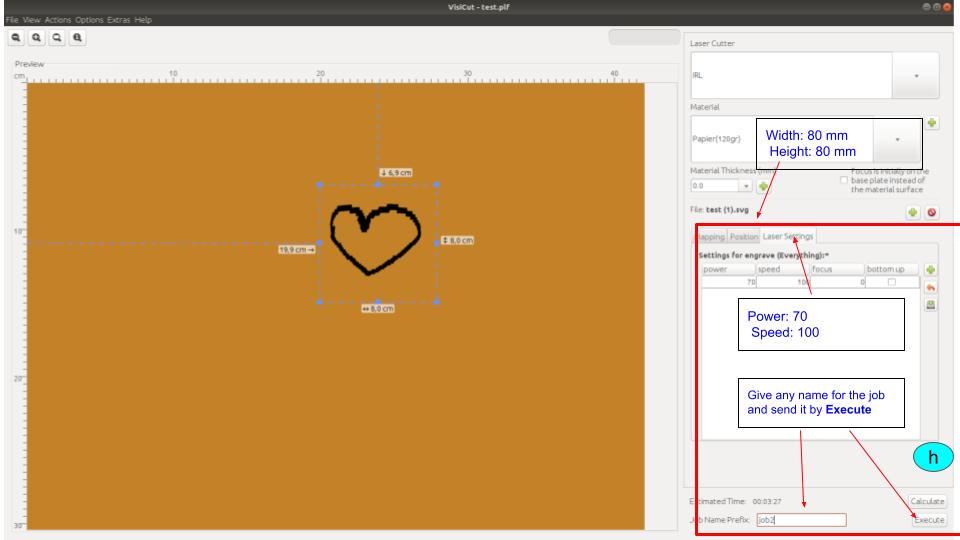 VisiCut - test.plf
File View Actions Options Extras Help
Preview
cm
10
20
30
40
10
20
30
6,9 cm
19,9 cm
8,0 cm
8,0 cm
Laser Cutter
IRL
Material
Papier(120gr)
Width: 80 mm
Height: 80 mm
Material Thickness (mm)
0.0
Focus is initially on the
base plate instead of
the material surface
File: test (1).svg
Mapping Position Laser Settings
Settings for engrave (Everything):*
power speed focus bottom up
70 100 0
Power: 70
Speed: 100
Give any name for the job
and send it by Execute
h
Estimated Time: 00:03:27 Calculate
Job Name Prefix: job2 Execute